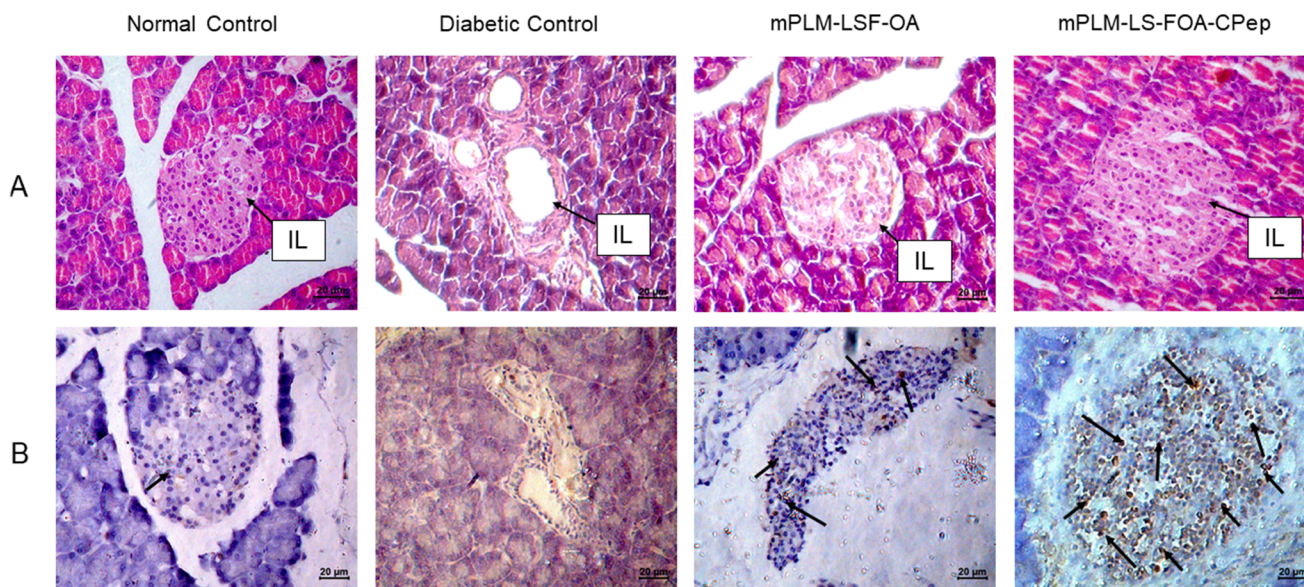 Normal Control
Diabetic Control
mPLM-LSF-OA
mPLM-LS-FOA-CPep
A
IL
20 µm
IL
20 µm
IL
20 µm
IL
20 µm
B
20 µm
20 µm
20 µm
20 µm